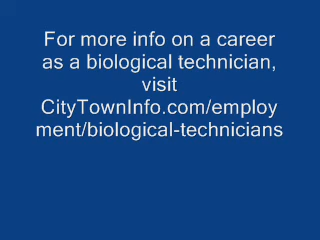 For more info on a career
as a biological technician,
visit
CityTownInfo.com/employ
ment/biological-technicians